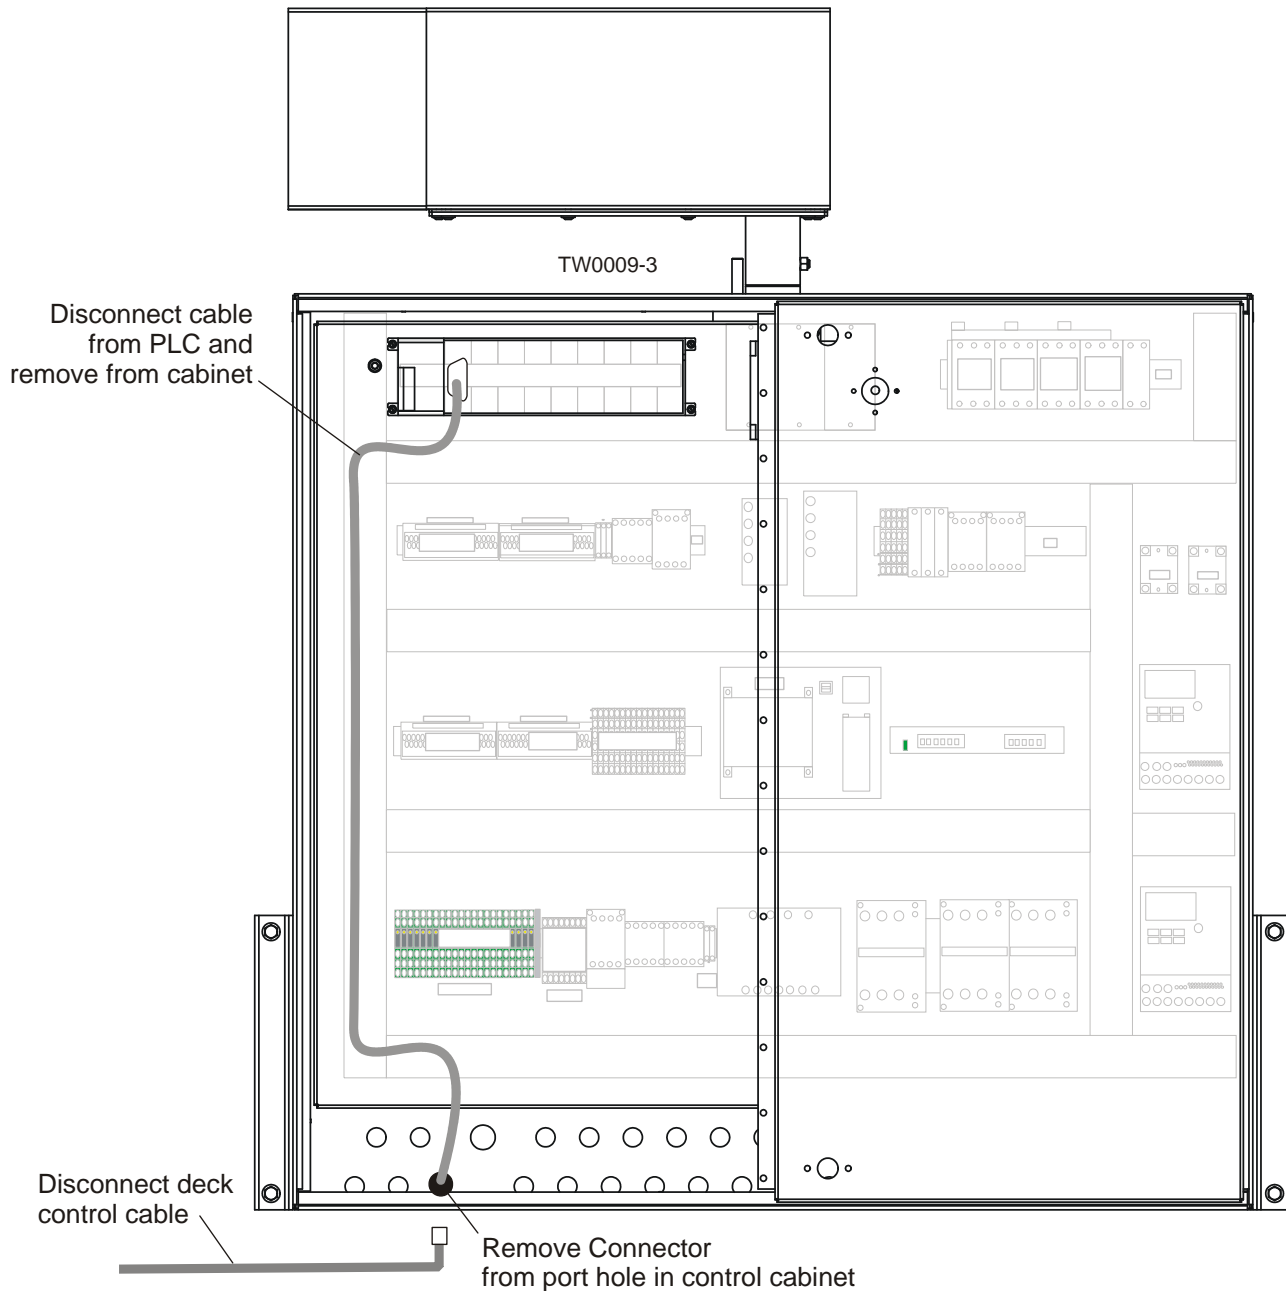 TW0009-3
Disconnect cable
from PLC and
remove from cabinet
Disconnect deck
control cable
Remove Connector
from port hole in control cabinet